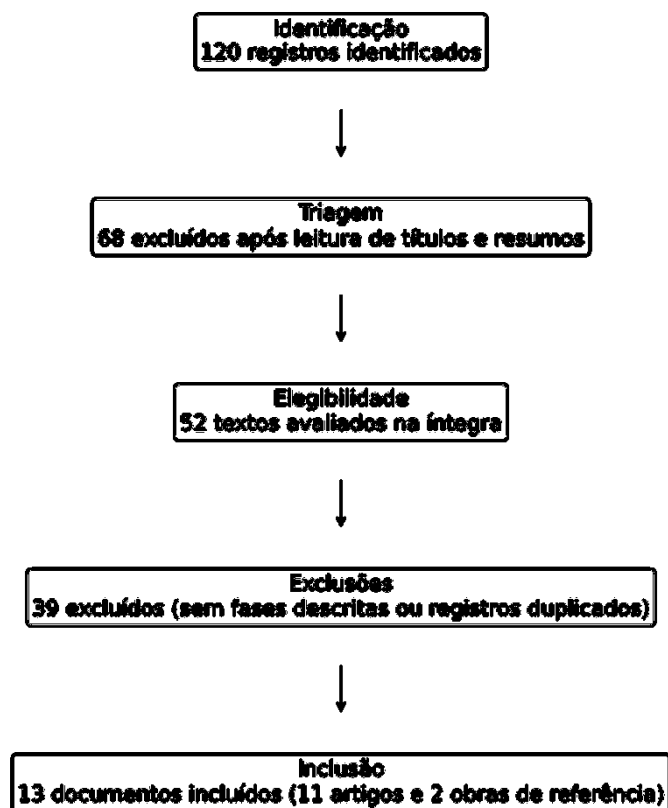 Identificação
120 registros identificados
Triagem
68 excluídos após leitura de títulos e resumos
Elegibilidade
52 textos avaliados na íntegra
Exclusões
39 excluídos (sem fases descritas ou registros duplicados)
Inclusão
13 documentos incluídos (11 artigos e 2 obras de referência)